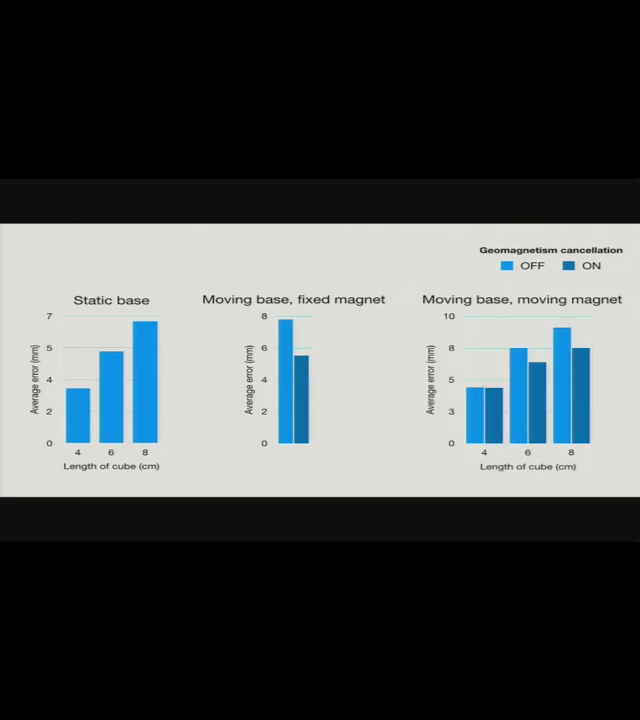 Geomagnetism cancellation
OFF ON
Static base
Average error (mm)
7
5
4
2
0
4 6 8
Length of cube (cm)
Moving base, fixed magnet
Average error (mm)
8
6
4
2
0
Moving base, moving magnet
Average error (mm)
10
8
5
3
0
4 6 8
Length of cube (cm)